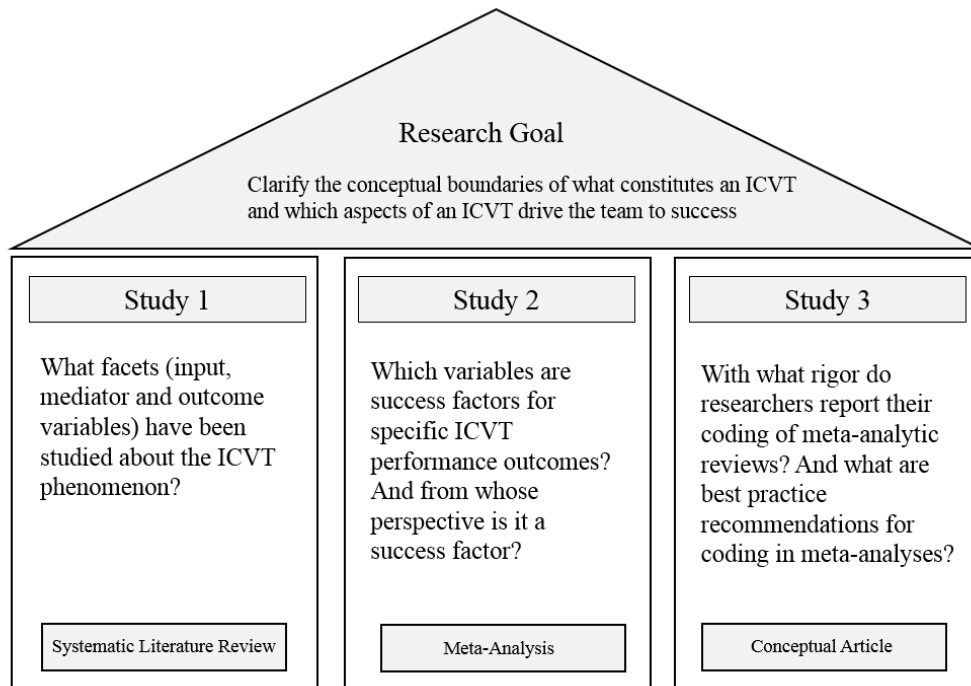 Research Goal
Clarify the conceptual boundaries of what constitutes an ICVT
and which aspects of an ICVT drive the team to success
Study 1
What facets (input,
mediator and outcome
variables) have been
studied about the ICVT
phenomenon?
Systematic Literature Review
Study 2
Which variables are
success factors for
specific ICVT
performance outcomes?
And from whose
perspective is it a
success factor?
Meta-Analysis
Study 3
With what rigor do
researchers report their
coding of meta-analytic
reviews? And what are
best practice
recommendations for
coding in meta-analyses?
Conceptual Article